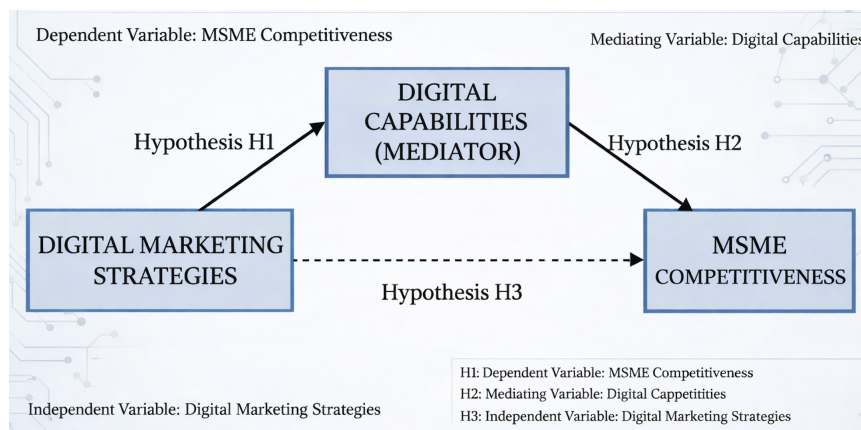 Dependent Variable: MSME Competitiveness
Mediating Variable: Digital Capabilities
DIGITAL
CAPABILITIES
(MEDIATOR)
Hypothesis H1
Hypothesis H2
DIGITAL MARKETING
STRATEGIES
MSME
COMPETITIVENESS
Hypothesis H3
H1: Dependent Variable: MSME Competitiveness
H2: Mediating Variable: Digital Cappetitities
H3: Independent Variable: Digital Marketing Strategies
Independent Variable: Digital Marketing Strategies